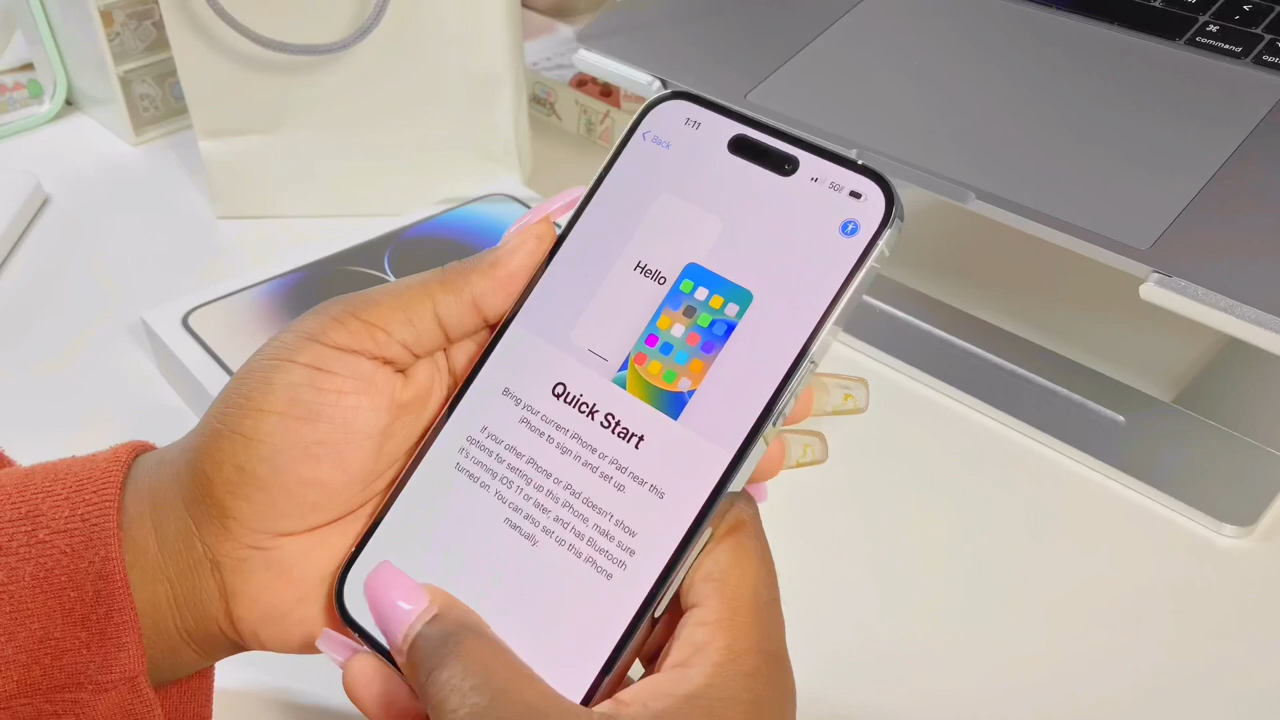 1:11
5G
Back
Hello
Quick Start
Bring your current iPhone or iPad near this
iPhone to sign in and set up.
If your other iPhone or iPad doesn't show
options for setting up this iPhone, make sure
it's running iOS 11 or later, and has Bluetooth
turned on. You can also set up this iPhone
manually.
<
⌘
command